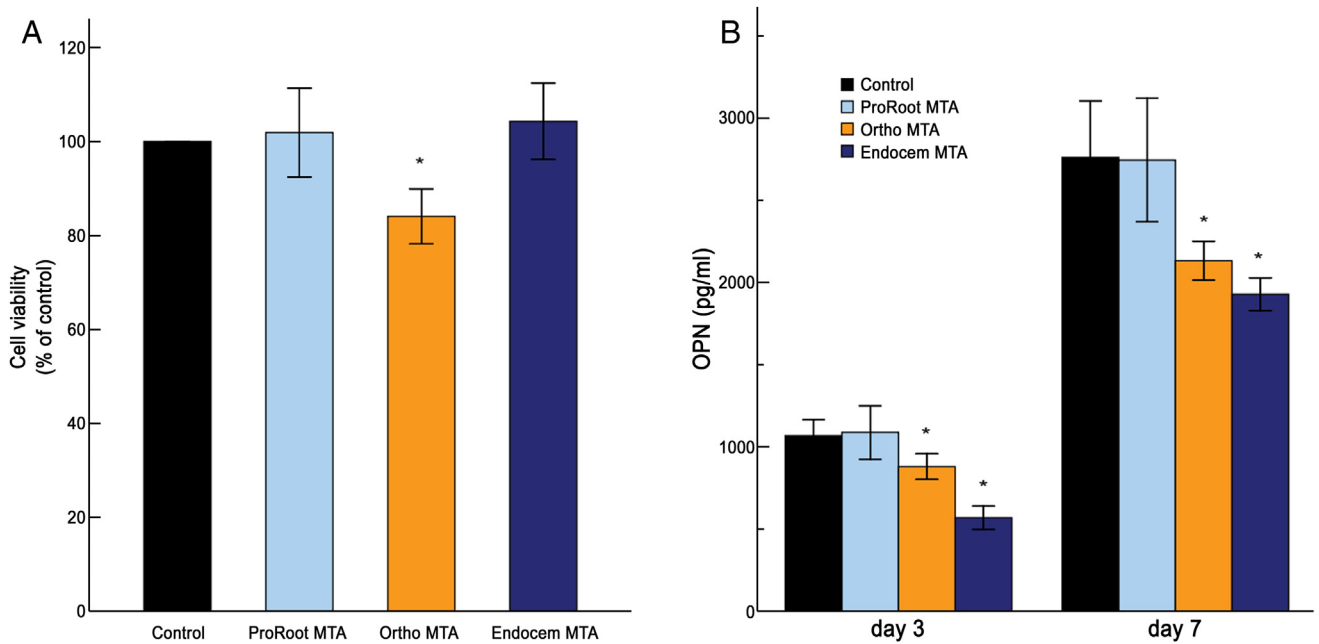 A
120
100
80
60
40
20
0
Cell viability
(% of control)
*
Control
ProRoot MTA
Ortho MTA
Endocem MTA
B
3000
2000
1000
0
OPN (pg/ml)
Control
ProRoot MTA
Ortho MTA
Endocem MTA
*
*
*
*
day 3
day 7